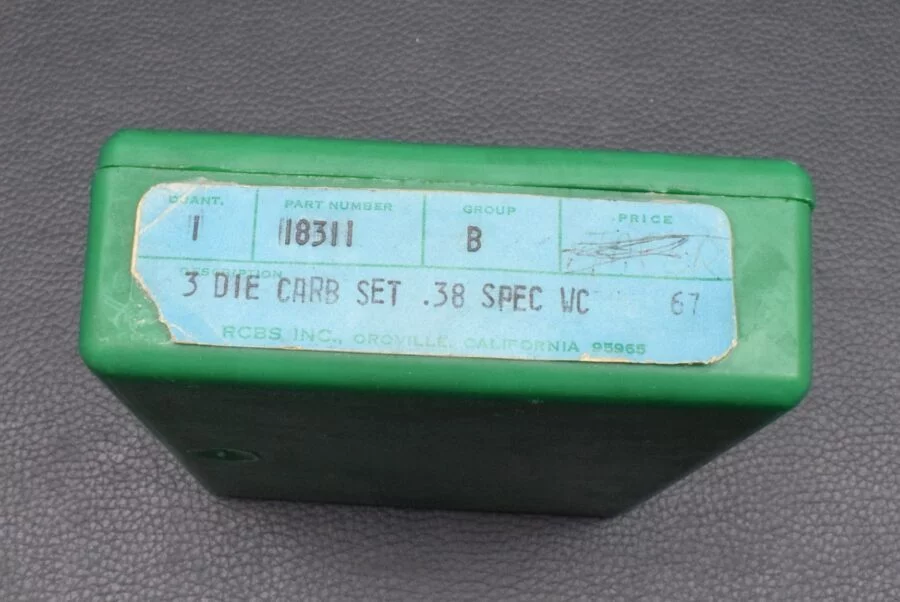 QUANT. PART NUMBER GROUP PRICE
1 18311 B
DESCRIPTION
3 DIE CARB SET .38 SPEC WC 67
RCBS INC., OROVILLE, CALIFORNIA 95965